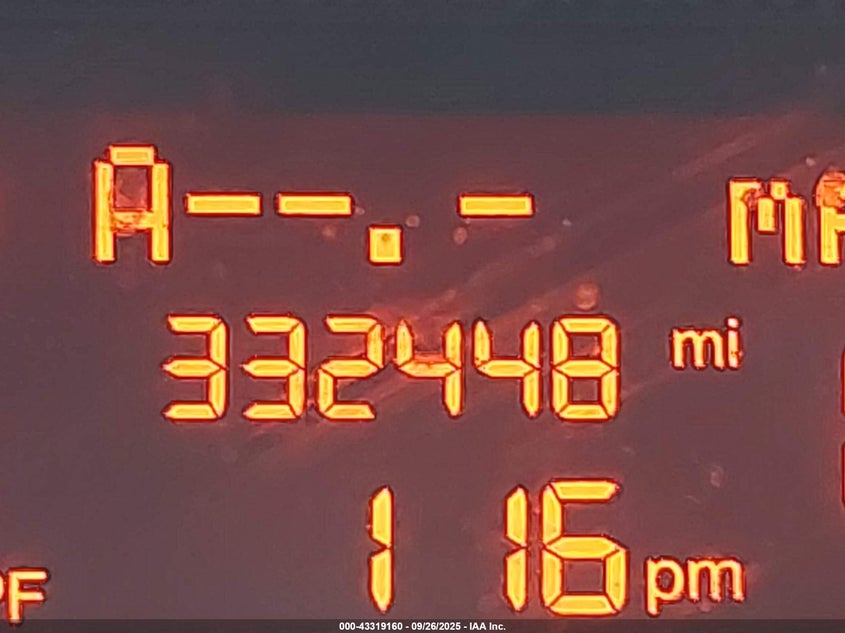 A--.-
332448 mi
1 16 pm
000-43319160 - 09/26/2025 - IAA Inc.